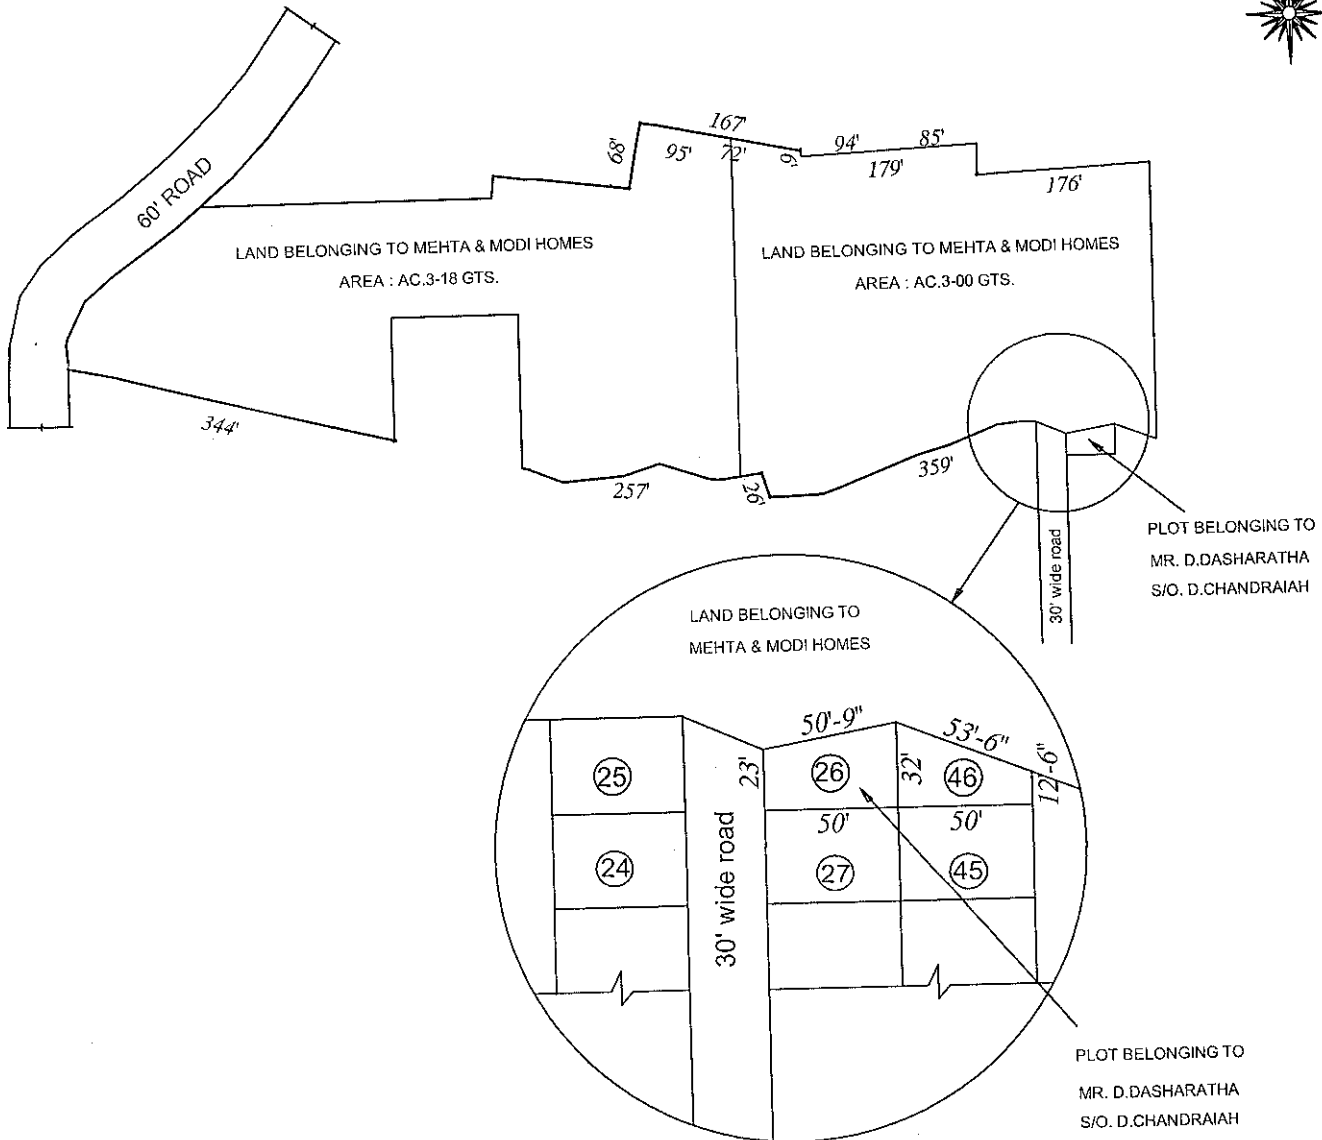 60' ROAD
167'
68'
95'
72'
6'
94'
85'
179'
176'
LAND BELONGING TO MEHTA & MODI HOMES
AREA : AC.3-18 GTS.
LAND BELONGING TO MEHTA & MODI HOMES
AREA : AC.3-00 GTS.
344'
257'
26'
359'
30' wide road
PLOT BELONGING TO
MR. D.DASHARATHA
S/O. D.CHANDRAIAH
LAND BELONGING TO
MEHTA & MODI HOMES
50'-9"
53'-6"
25
23'
26
32'
46
12'-6"
50'
50'
24
27
45
30' wide road
PLOT BELONGING TO
MR. D.DASHARATHA
S/O. D.CHANDRAIAH